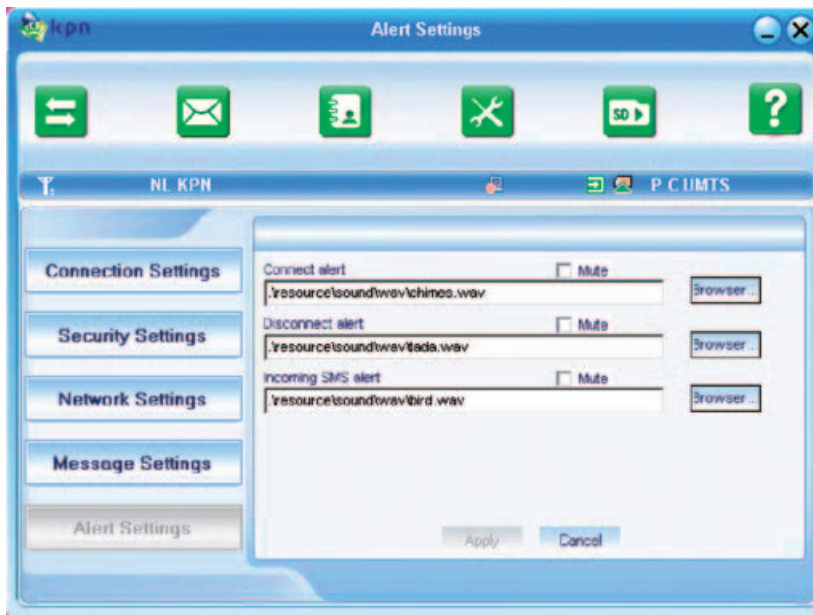 kpn
Alert Settings
SD
?
NL KPN
P C UMTS
Connection Settings
Security Settings
Network Settings
Message Settings
Alert Settings
Connect alert
Mute
.\resource\sound\wav\chimes.wav
Browser...
Disconnect alert
Mute
.\resource\sound\wav\tada.wav
Browser...
Incoming SMS alert
Mute
.\resource\sound\wav\bird.wav
Browser...
Apply
Cancel